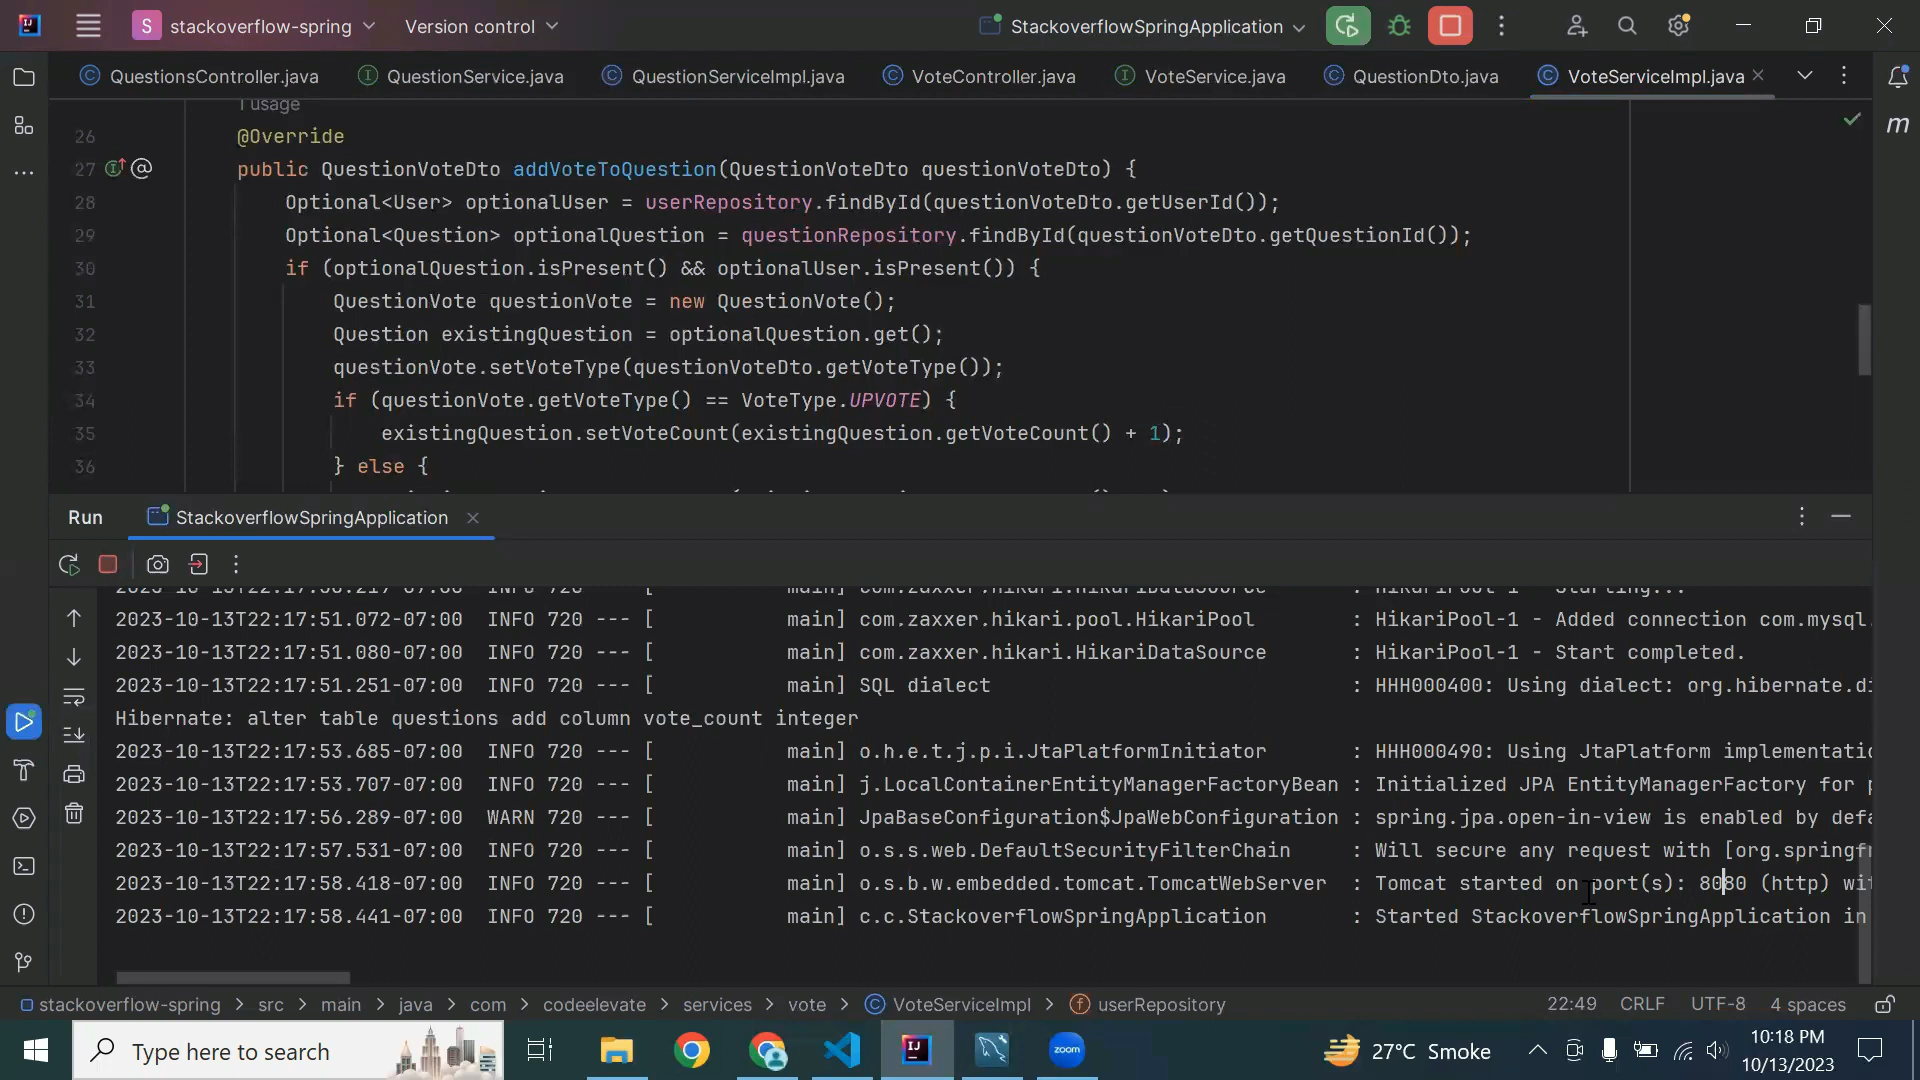 S stackoverflow-spring Version control StackoverflowSpringApplication
QuestionsController.java QuestionService.java QuestionServiceImpl.java VoteController.java VoteService.java QuestionDto.java VoteServiceImpl.java
1 usage
26 @Override
27 public QuestionVoteDto addVoteToQuestion(QuestionVoteDto questionVoteDto) {
28 Optional<User> optionalUser = userRepository.findById(questionVoteDto.getUserId());
29 Optional<Question> optionalQuestion = questionRepository.findById(questionVoteDto.getQuestionId());
30 if (optionalQuestion.isPresent() && optionalUser.isPresent()) {
31 QuestionVote questionVote = new QuestionVote();
32 Question existingQuestion = optionalQuestion.get();
33 questionVote.setVoteType(questionVoteDto.getVoteType());
34 if (questionVote.getVoteType() == VoteType.UPVOTE) {
35 existingQuestion.setVoteCount(existingQuestion.getVoteCount() + 1);
36 } else {
Run StackoverflowSpringApplication
2023-10-13T22:17:51.072-07:00 INFO 720 --- [ main] com.zaxxer.hikari.pool.HikariPool : HikariPool-1 - Added connection com.mysql.
2023-10-13T22:17:51.080-07:00 INFO 720 --- [ main] com.zaxxer.hikari.HikariDataSource : HikariPool-1 - Start completed.
2023-10-13T22:17:51.251-07:00 INFO 720 --- [ main] SQL dialect : HHH000400: Using dialect: org.hibernate.di
Hibernate: alter table questions add column vote_count integer
2023-10-13T22:17:53.685-07:00 INFO 720 --- [ main] o.h.e.t.j.p.i.JtaPlatformInitiator : HHH000490: Using JtaPlatform implementatio
2023-10-13T22:17:53.707-07:00 INFO 720 --- [ main] j.LocalContainerEntityManagerFactoryBean : Initialized JPA EntityManagerFactory for p
2023-10-13T22:17:56.289-07:00 WARN 720 --- [ main] JpaBaseConfiguration$JpaWebConfiguration : spring.jpa.open-in-view is enabled by defa
2023-10-13T22:17:57.531-07:00 INFO 720 --- [ main] o.s.s.web.DefaultSecurityFilterChain : Will secure any request with [org.springfr
2023-10-13T22:17:58.418-07:00 INFO 720 --- [ main] o.s.b.w.embedded.tomcat.TomcatWebServer : Tomcat started on port(s): 8080 (http) wit
2023-10-13T22:17:58.441-07:00 INFO 720 --- [ main] c.c.StackoverflowSpringApplication : Started StackoverflowSpringApplication in
stackoverflow-spring > src > main > java > com > codeelevate > services > vote > VoteServiceImpl > userRepository 22:49 CRLF UTF-8 4 spaces
Type here to search zoom 27°C Smoke 10:18 PM
10/13/2023